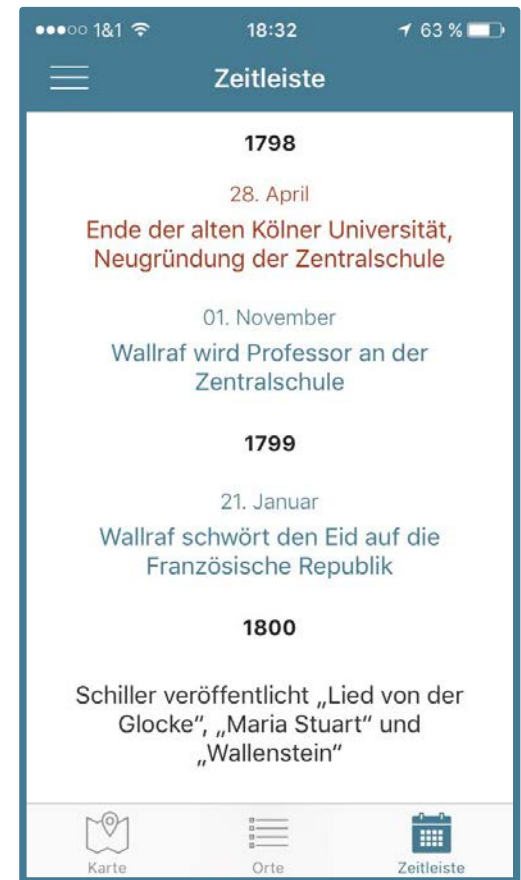 1&1 18:32 63 %
Zeitleiste
1798
28. April
Ende der alten Kölner Universität,
Neugründung der Zentralschule
01. November
Wallraf wird Professor an der
Zentralschule
1799
21. Januar
Wallraf schwört den Eid auf die
Französische Republik
1800
Schiller veröffentlicht „Lied von der
Glocke“, „Maria Stuart“ und
„Wallenstein“
Karte Orte Zeitleiste